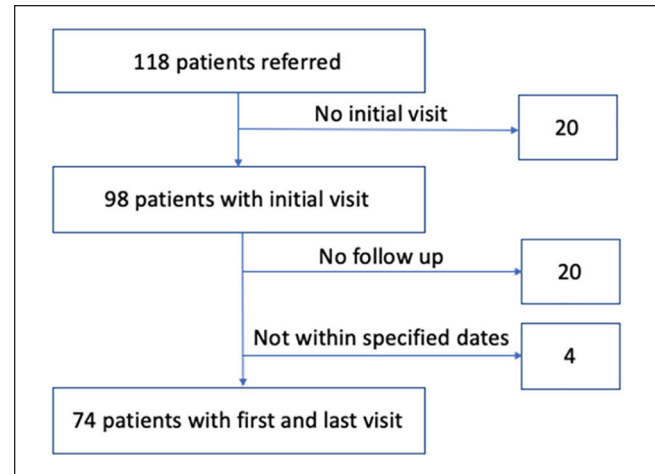 118 patients referred
No initial visit
20
98 patients with initial visit
No follow up
20
Not within specified dates
4
74 patients with first and last visit